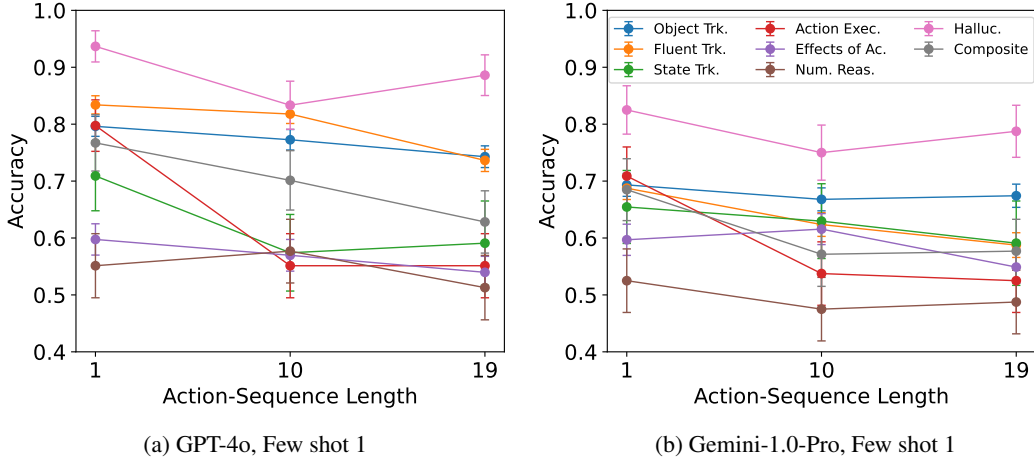 1.0
0.9
0.8
0.7
0.6
0.5
0.4
Accuracy
1 10 19
Action-Sequence Length
(a) GPT-4o, Few shot 1
1.0
0.9
0.8
0.7
0.6
0.5
0.4
Accuracy
Object Trk. Action Exec. Halluc.
Fluent Trk. Effects of Ac. Composite
State Trk. Num. Reas.
1 10 19
Action-Sequence Length
(b) Gemini-1.0-Pro, Few shot 1